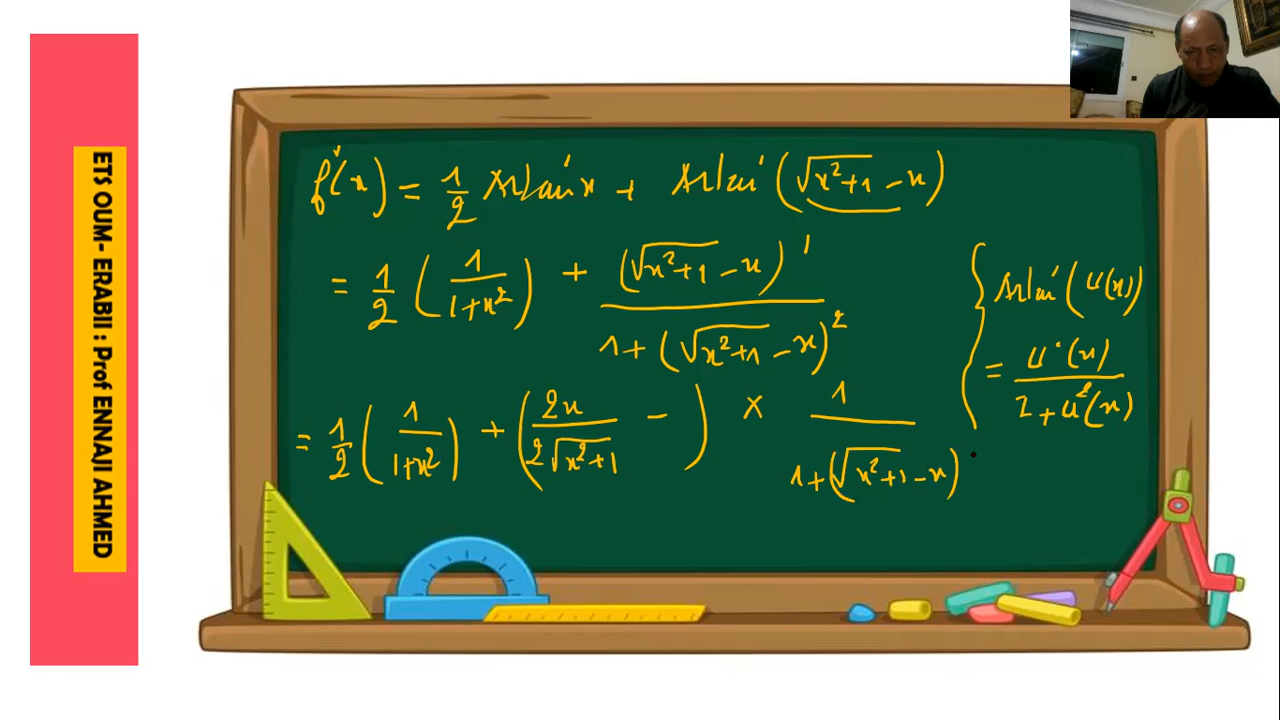 ETS OUM- ERABII : Prof ENNAJI AHMED
f'(x) = 1/2 Arctan'x + Arctan'(√(x²+1) - x)
= 1/2 (1/(1+x²)) + (√(x²+1) - x)' / (1+(√(x²+1) - x)²)
= 1/2 (1/(1+x²)) + (2x/(2√(x²+1)) - ) × 1/(1+(√(x²+1) - x)
{ Arctan'(u(x))
= u'(x)/(1+u²(x))